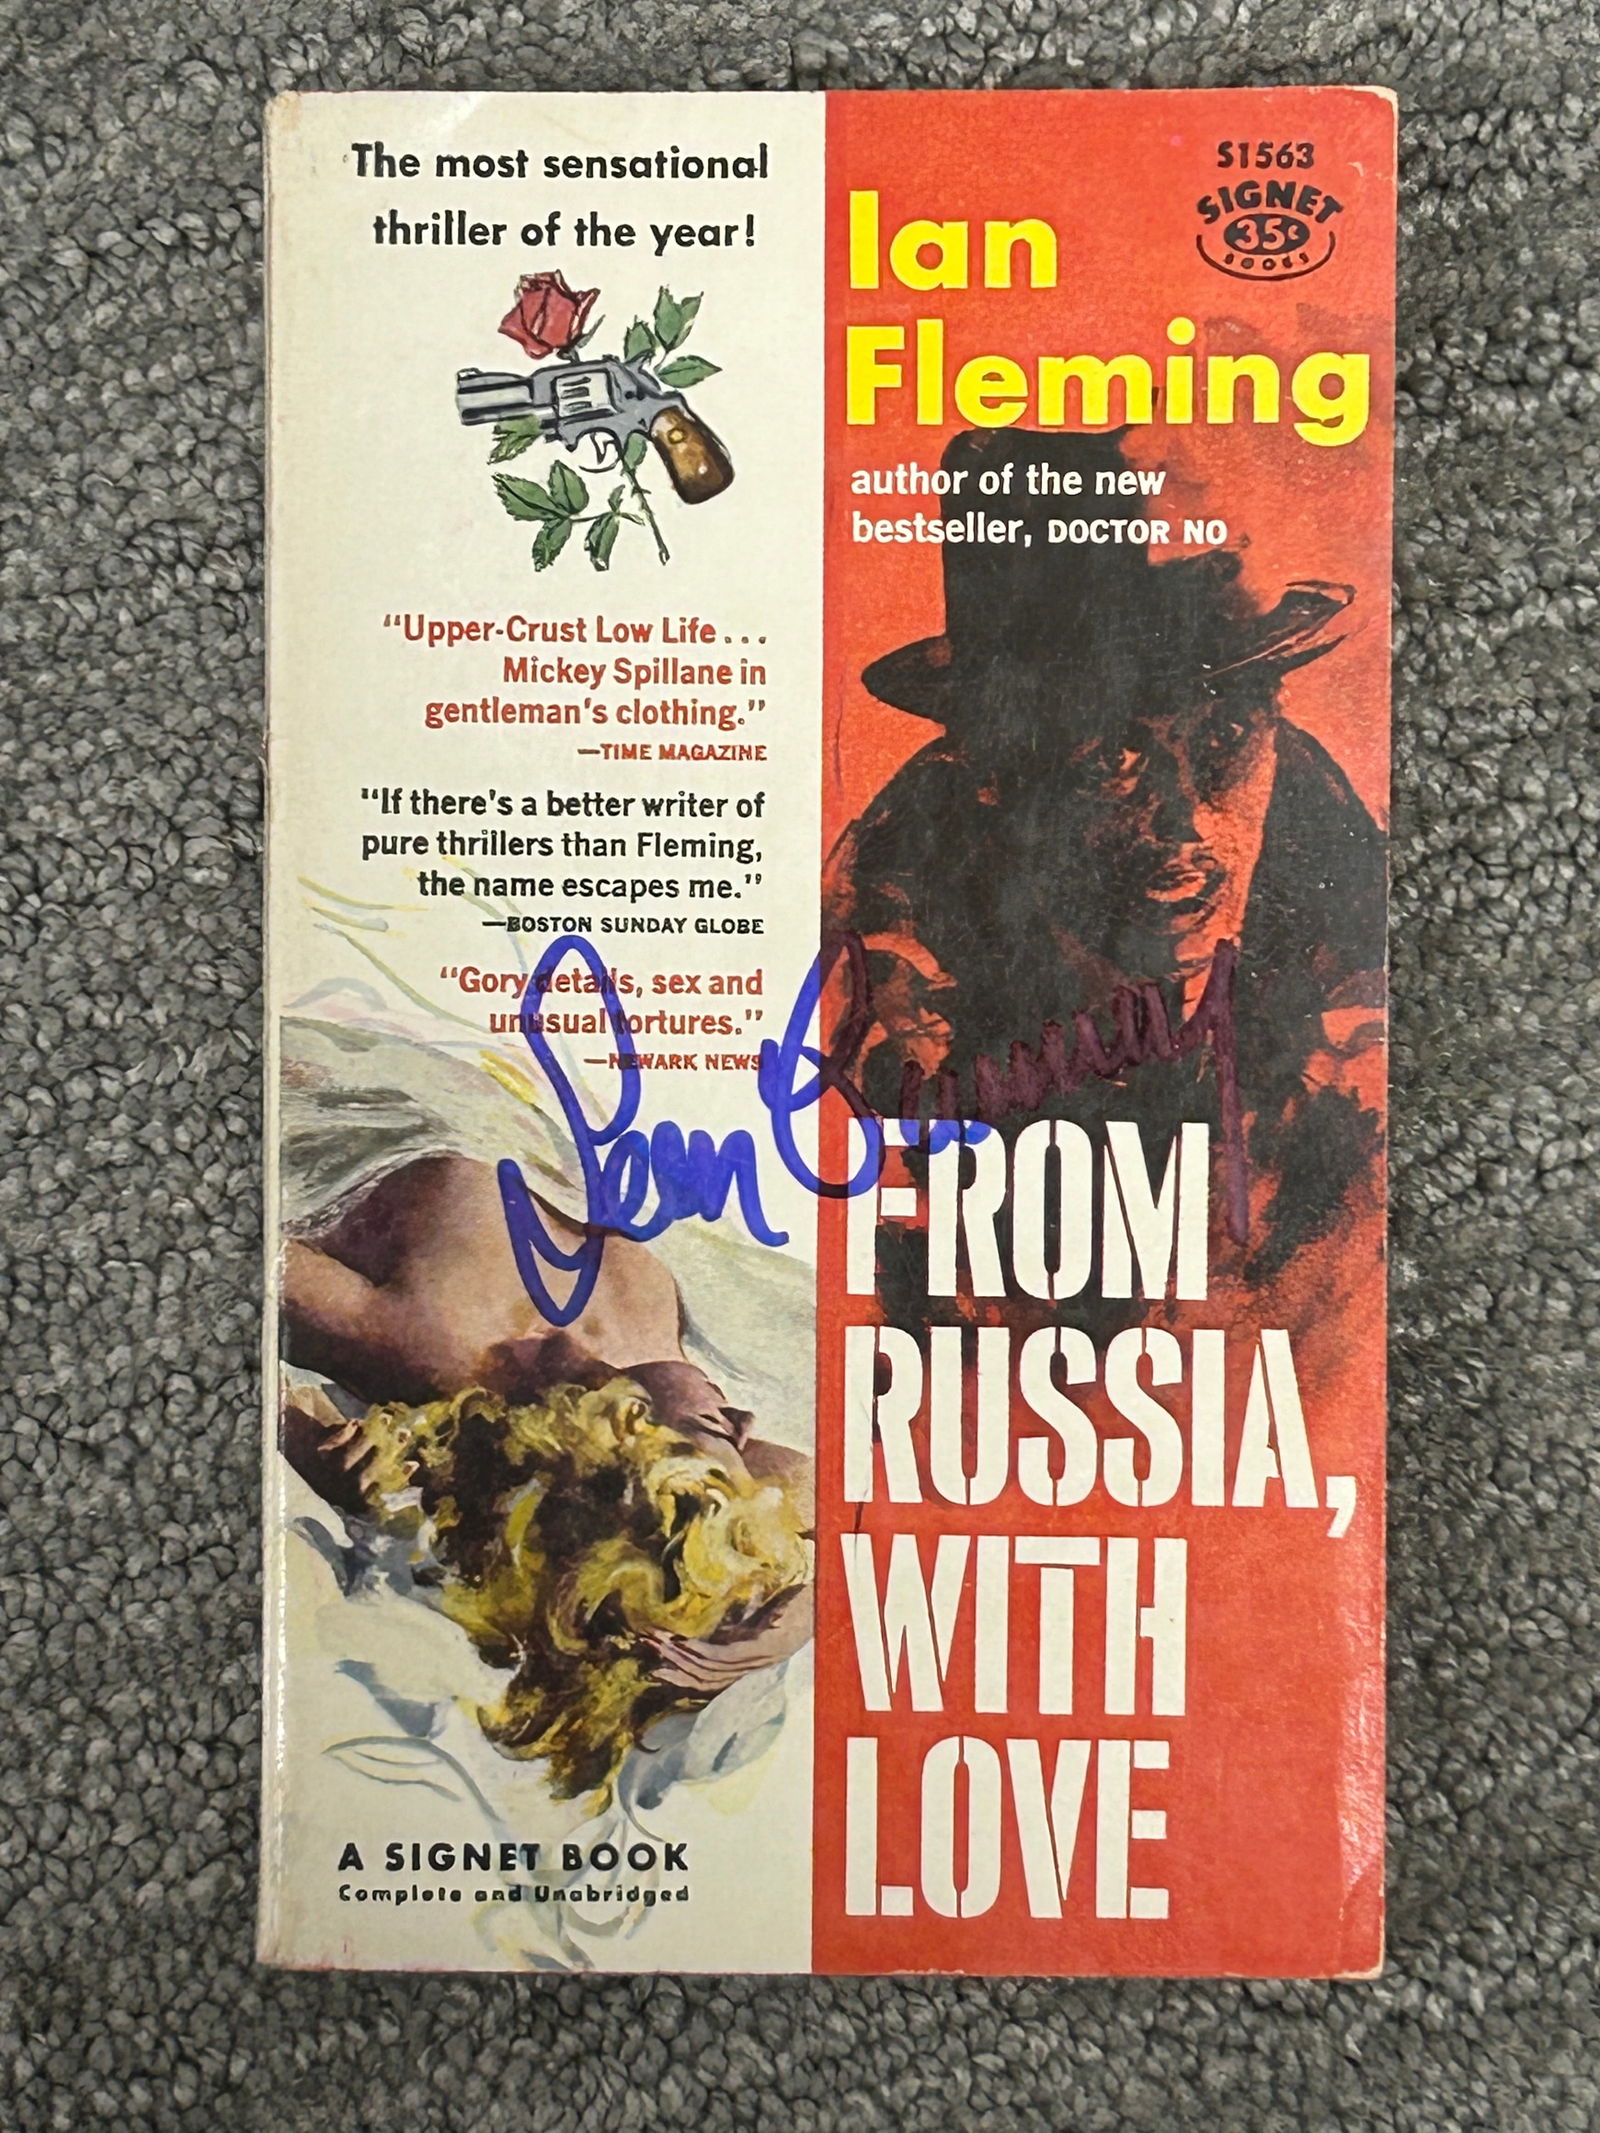 The most sensational
thriller of the year!
"Upper-Crust Low Life...
Mickey Spillane in
gentleman's clothing."
—TIME MAGAZINE
"If there's a better writer of
pure thrillers than Fleming,
the name escapes me."
—BOSTON SUNDAY GLOBE
"Gory details, sex and
unusual tortures."
—NEWARK NEWS
A SIGNET BOOK
Complete and Unabridged
S1563
SIGNET
35¢
BOOKS
Ian
Fleming
author of the new
bestseller, DOCTOR NO
Sean Connery
FROM
RUSSIA,
WITH
LOVE